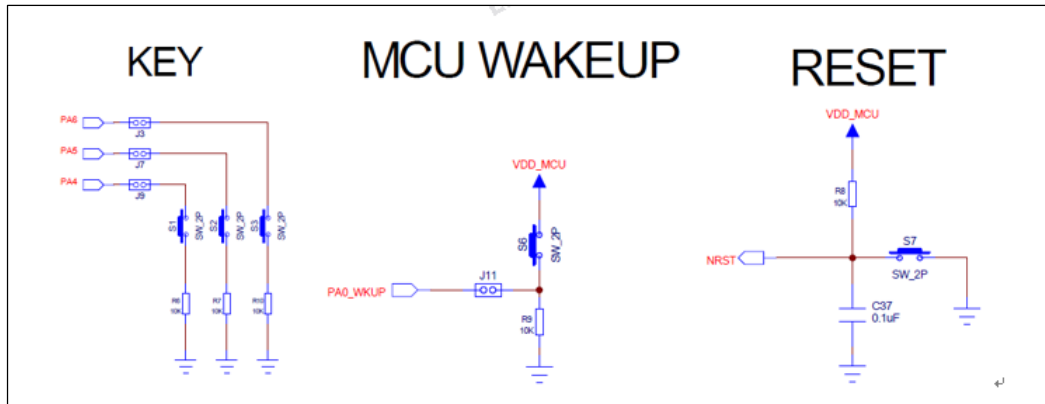 KEY
PA6
J3
PA5
J7
PA4
J9
S1
SW_2P
S2
SW_2P
S3
SW_2P
R6
10K
R7
10K
R10
10K
MCU WAKEUP
VDD_MCU
S6
SW_2P
PA0_WKUP
J11
R9
10K
RESET
VDD_MCU
R8
10K
S7
SW_2P
NRST
C37
0.1uF